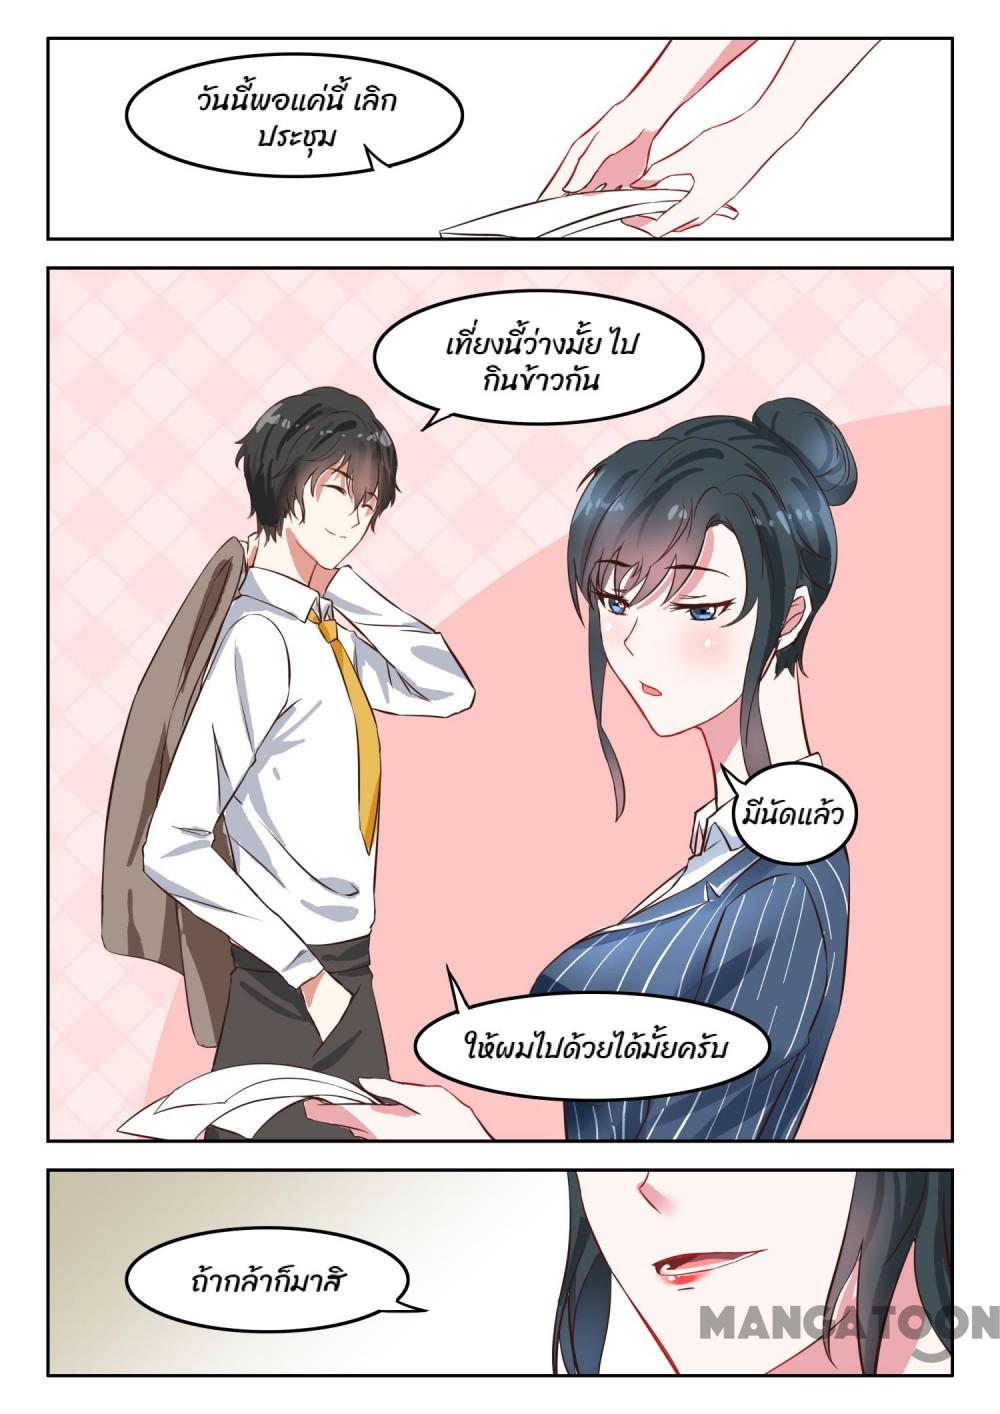 วันนี้พอแค่นี้ เลิก
ประชุม
เที่ยงนี้ว่างมั้ย ไป
กินข้าวกัน
มีนัดแล้ว
ให้ผมไปด้วยได้มั้ยครับ
ถ้ากล้าก็มาสิ
MANGATOON